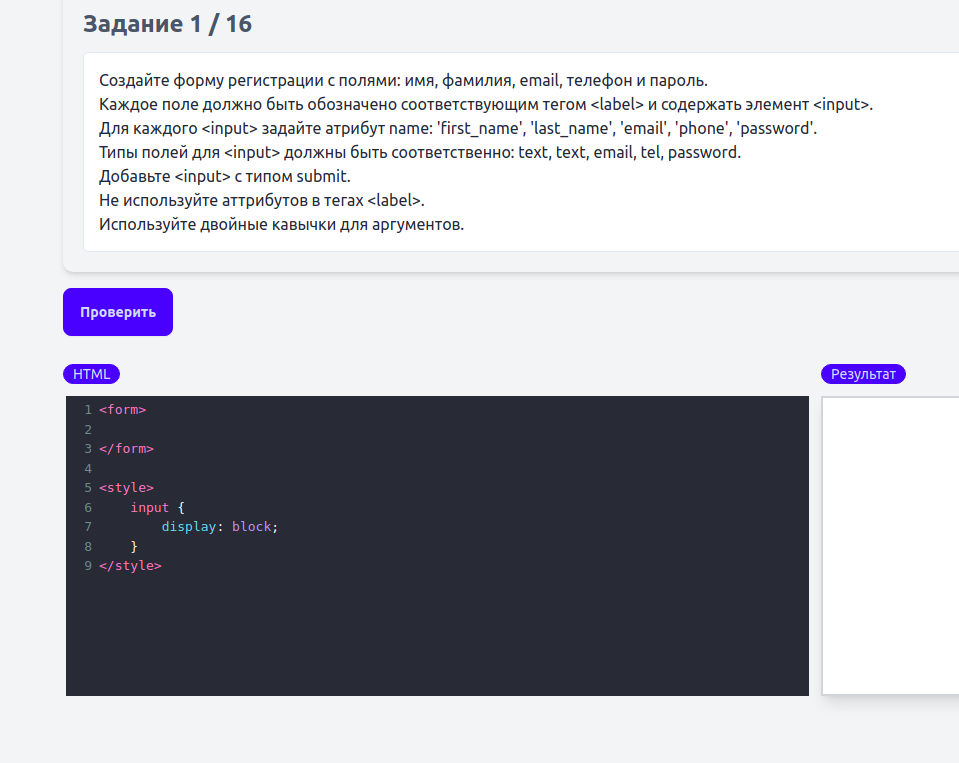 Задание 1 / 16
Создайте форму регистрации с полями: имя, фамилия, email, телефон и пароль.
Каждое поле должно быть обозначено соответствующим тегом <label> и содержать элемент <input>.
Для каждого <input> задайте атрибут name: 'first_name', 'last_name', 'email', 'phone', 'password'.
Типы полей для <input> должны быть соответственно: text, text, email, tel, password.
Добавьте <input> с типом submit.
Не используйте аттрибутов в тегах <label>.
Используйте двойные кавычки для аргументов.
Проверить
HTML
Результат
1 <form>
2
3 </form>
4
5 <style>
6     input {
7         display: block;
8     }
9 </style>